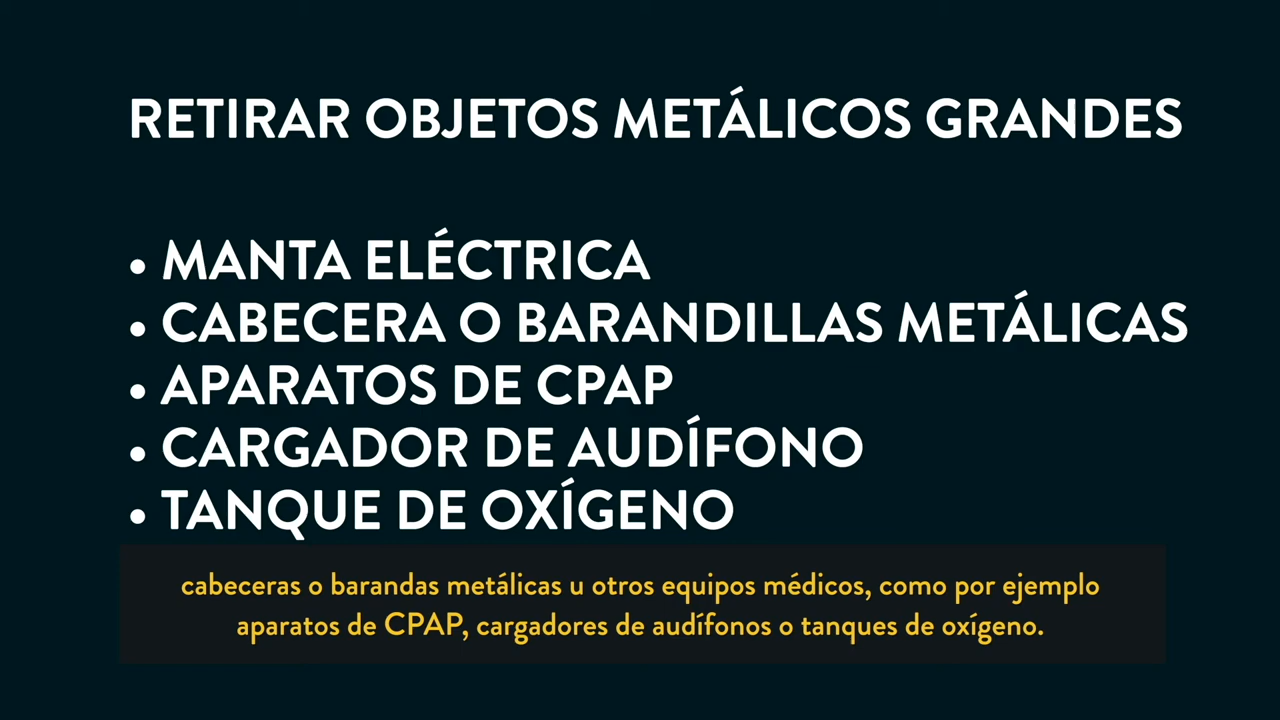 RETIRAR OBJETOS METÁLICOS GRANDES
• MANTA ELÉCTRICA
• CABECERA O BARANDILLAS METÁLICAS
• APARATOS DE CPAP
• CARGADOR DE AUDÍFONO
• TANQUE DE OXÍGENO
cabeceras o barandas metálicas u otros equipos médicos, como por ejemplo
aparatos de CPAP, cargadores de audífonos o tanques de oxígeno.